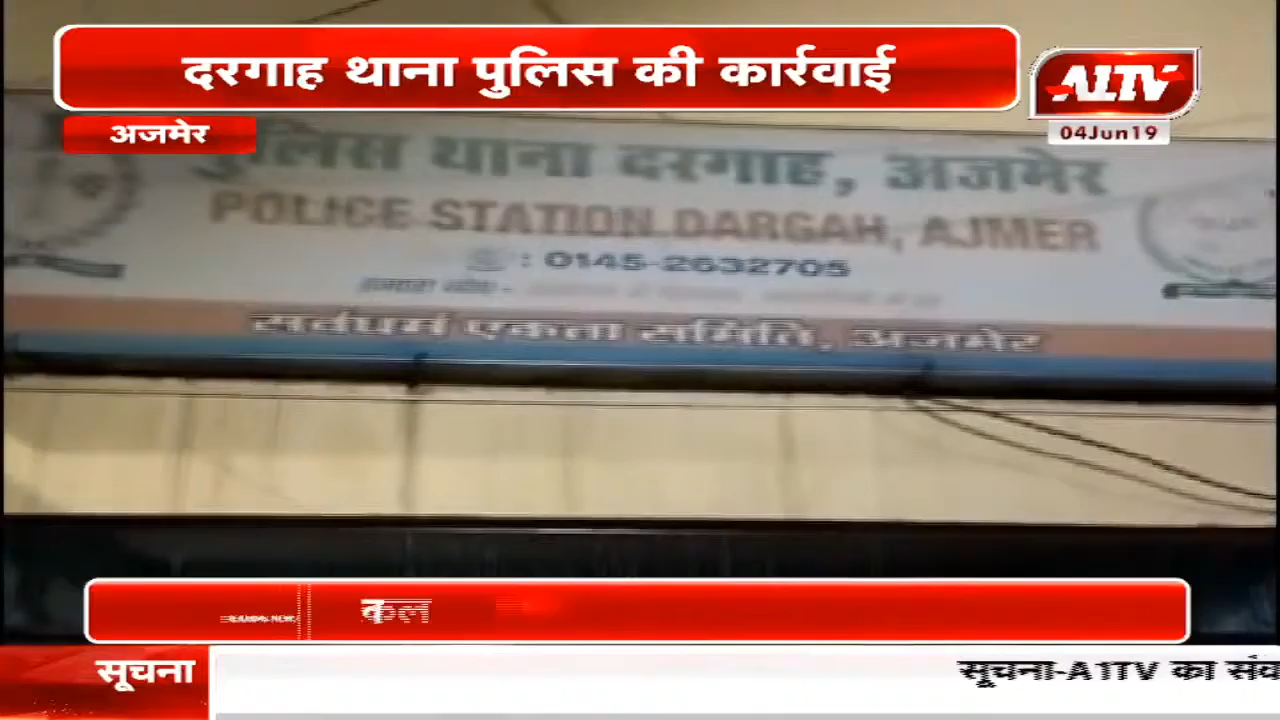 दरगाह थाना पुलिस की कार्रवाई
A1TV
04Jun19
अजमेर
पुलिस थाना दरगाह, अजमेर
POLICE STATION DARGAH, AJMER
: 0145-2632705
सर्वधर्म एकता समिति, अजमेर
कल
सूचना
सूचना-A1TV का संव